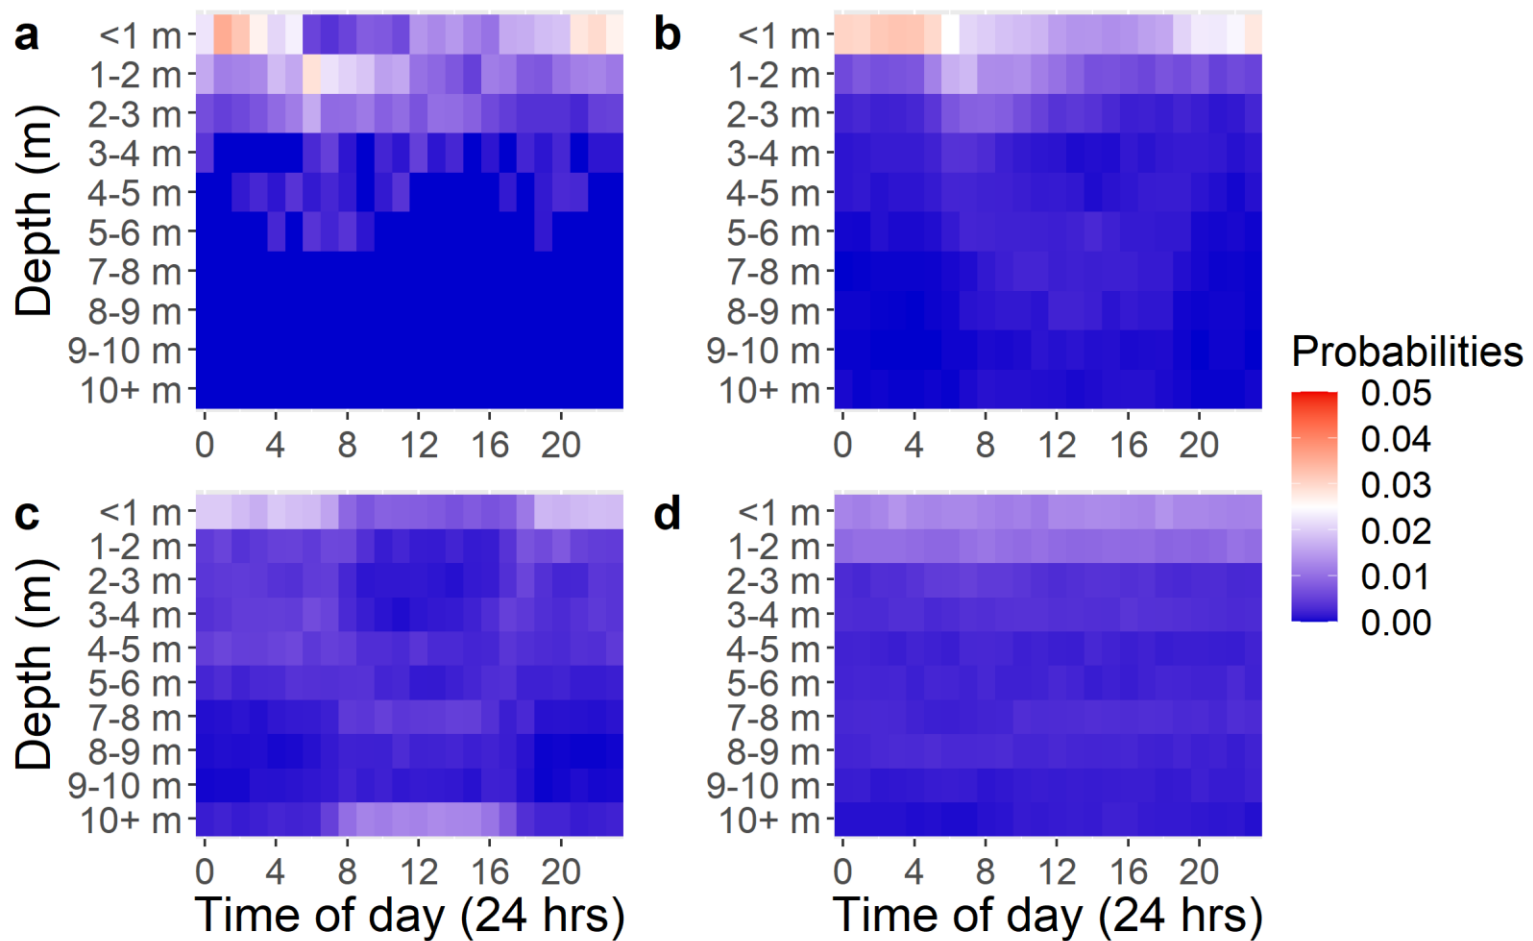 a
<1 m
1-2 m
2-3 m
3-4 m
4-5 m
5-6 m
7-8 m
8-9 m
9-10 m
10+ m
Depth (m)
0 4 8 12 16 20
b
<1 m
1-2 m
2-3 m
3-4 m
4-5 m
5-6 m
7-8 m
8-9 m
9-10 m
10+ m
0 4 8 12 16 20
c
<1 m
1-2 m
2-3 m
3-4 m
4-5 m
5-6 m
7-8 m
8-9 m
9-10 m
10+ m
Depth (m)
0 4 8 12 16 20
Time of day (24 hrs)
d
<1 m
1-2 m
2-3 m
3-4 m
4-5 m
5-6 m
7-8 m
8-9 m
9-10 m
10+ m
0 4 8 12 16 20
Time of day (24 hrs)
Probabilities
0.05
0.04
0.03
0.02
0.01
0.00